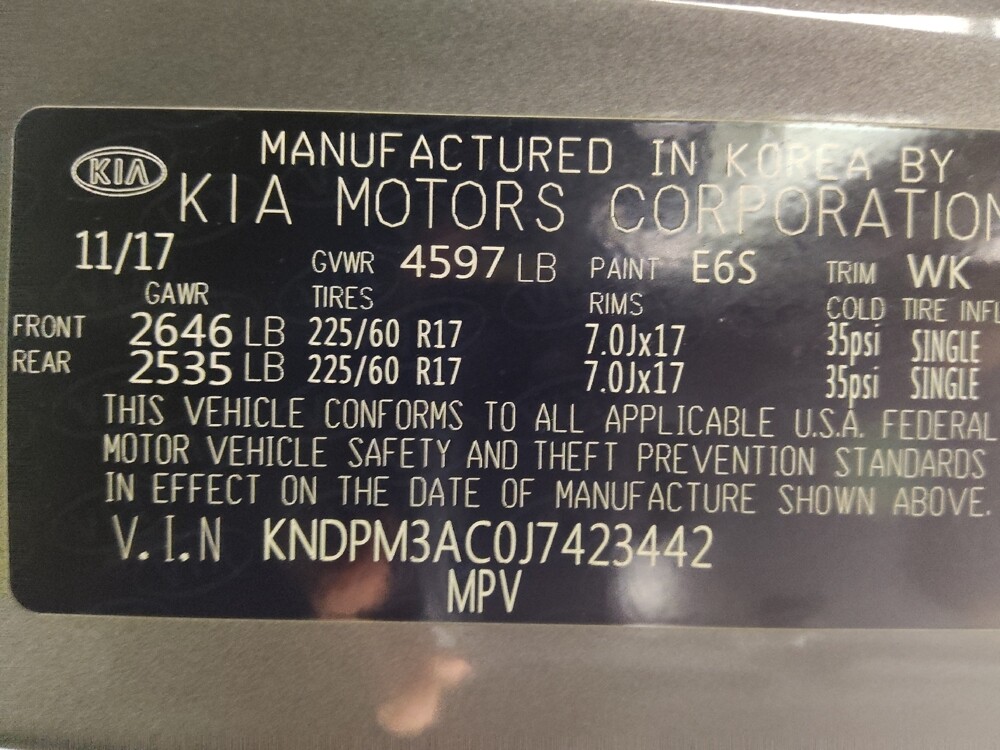 KIA
MANUFACTURED IN KOREA BY
KIA MOTORS CORPORATION
11/17 GVWR 4597 LB PAINT E6S TRIM WK
GAWR TIRES RIMS COLD TIRE INFL
FRONT 2646 LB 225/60 R17 7.0Jx17 35psi SINGLE
REAR 2535 LB 225/60 R17 7.0Jx17 35psi SINGLE
THIS VEHICLE CONFORMS TO ALL APPLICABLE U.S.A. FEDERAL
MOTOR VEHICLE SAFETY AND THEFT PREVENTION STANDARDS
IN EFFECT ON THE DATE OF MANUFACTURE SHOWN ABOVE.
V.I.N KNDPM3AC0J7423442
MPV